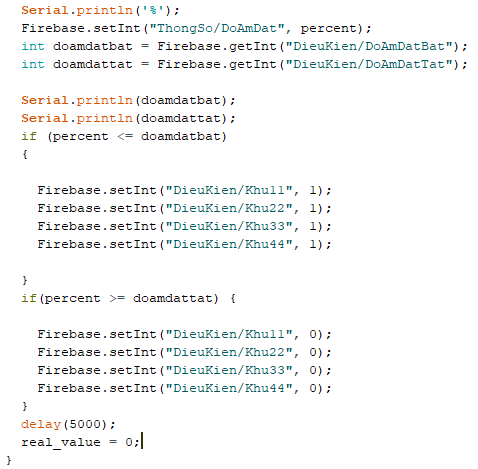 Serial.println('%');
Firebase.setInt("ThongSo/DoAmDat", percent);
int doamdatbat = Firebase.getInt("DieuKien/DoAmDatBat");
int doamdattat = Firebase.getInt("DieuKien/DoAmDatTat");
Serial.println(doamdatbat);
Serial.println(doamdattat);
if (percent <= doamdatbat)
{
Firebase.setInt("DieuKien/Khu11", 1);
Firebase.setInt("DieuKien/Khu22", 1);
Firebase.setInt("DieuKien/Khu33", 1);
Firebase.setInt("DieuKien/Khu44", 1);
}
if(percent >= doamdattat) {
Firebase.setInt("DieuKien/Khu11", 0);
Firebase.setInt("DieuKien/Khu22", 0);
Firebase.setInt("DieuKien/Khu33", 0);
Firebase.setInt("DieuKien/Khu44", 0);
}
delay(5000);
real_value = 0;
}